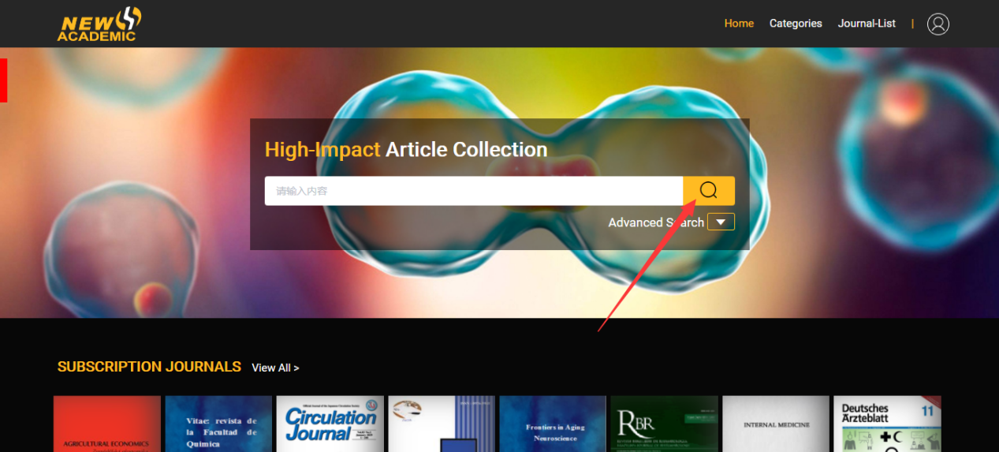 NEW
ACADEMIC
Home Categories Journal-List |
High-Impact Article Collection
请输入内容
Advanced Search
SUBSCRIPTION JOURNALS View All >
AGRICULTURAL ECONOMICS
Vitae: revista de
la Facultad de
Quimica
Circulation
Journal
Frontiers in Aging
Neuroscience
RBR
INTERNAL MEDICINE
Deutsches
Ärzteblatt
11